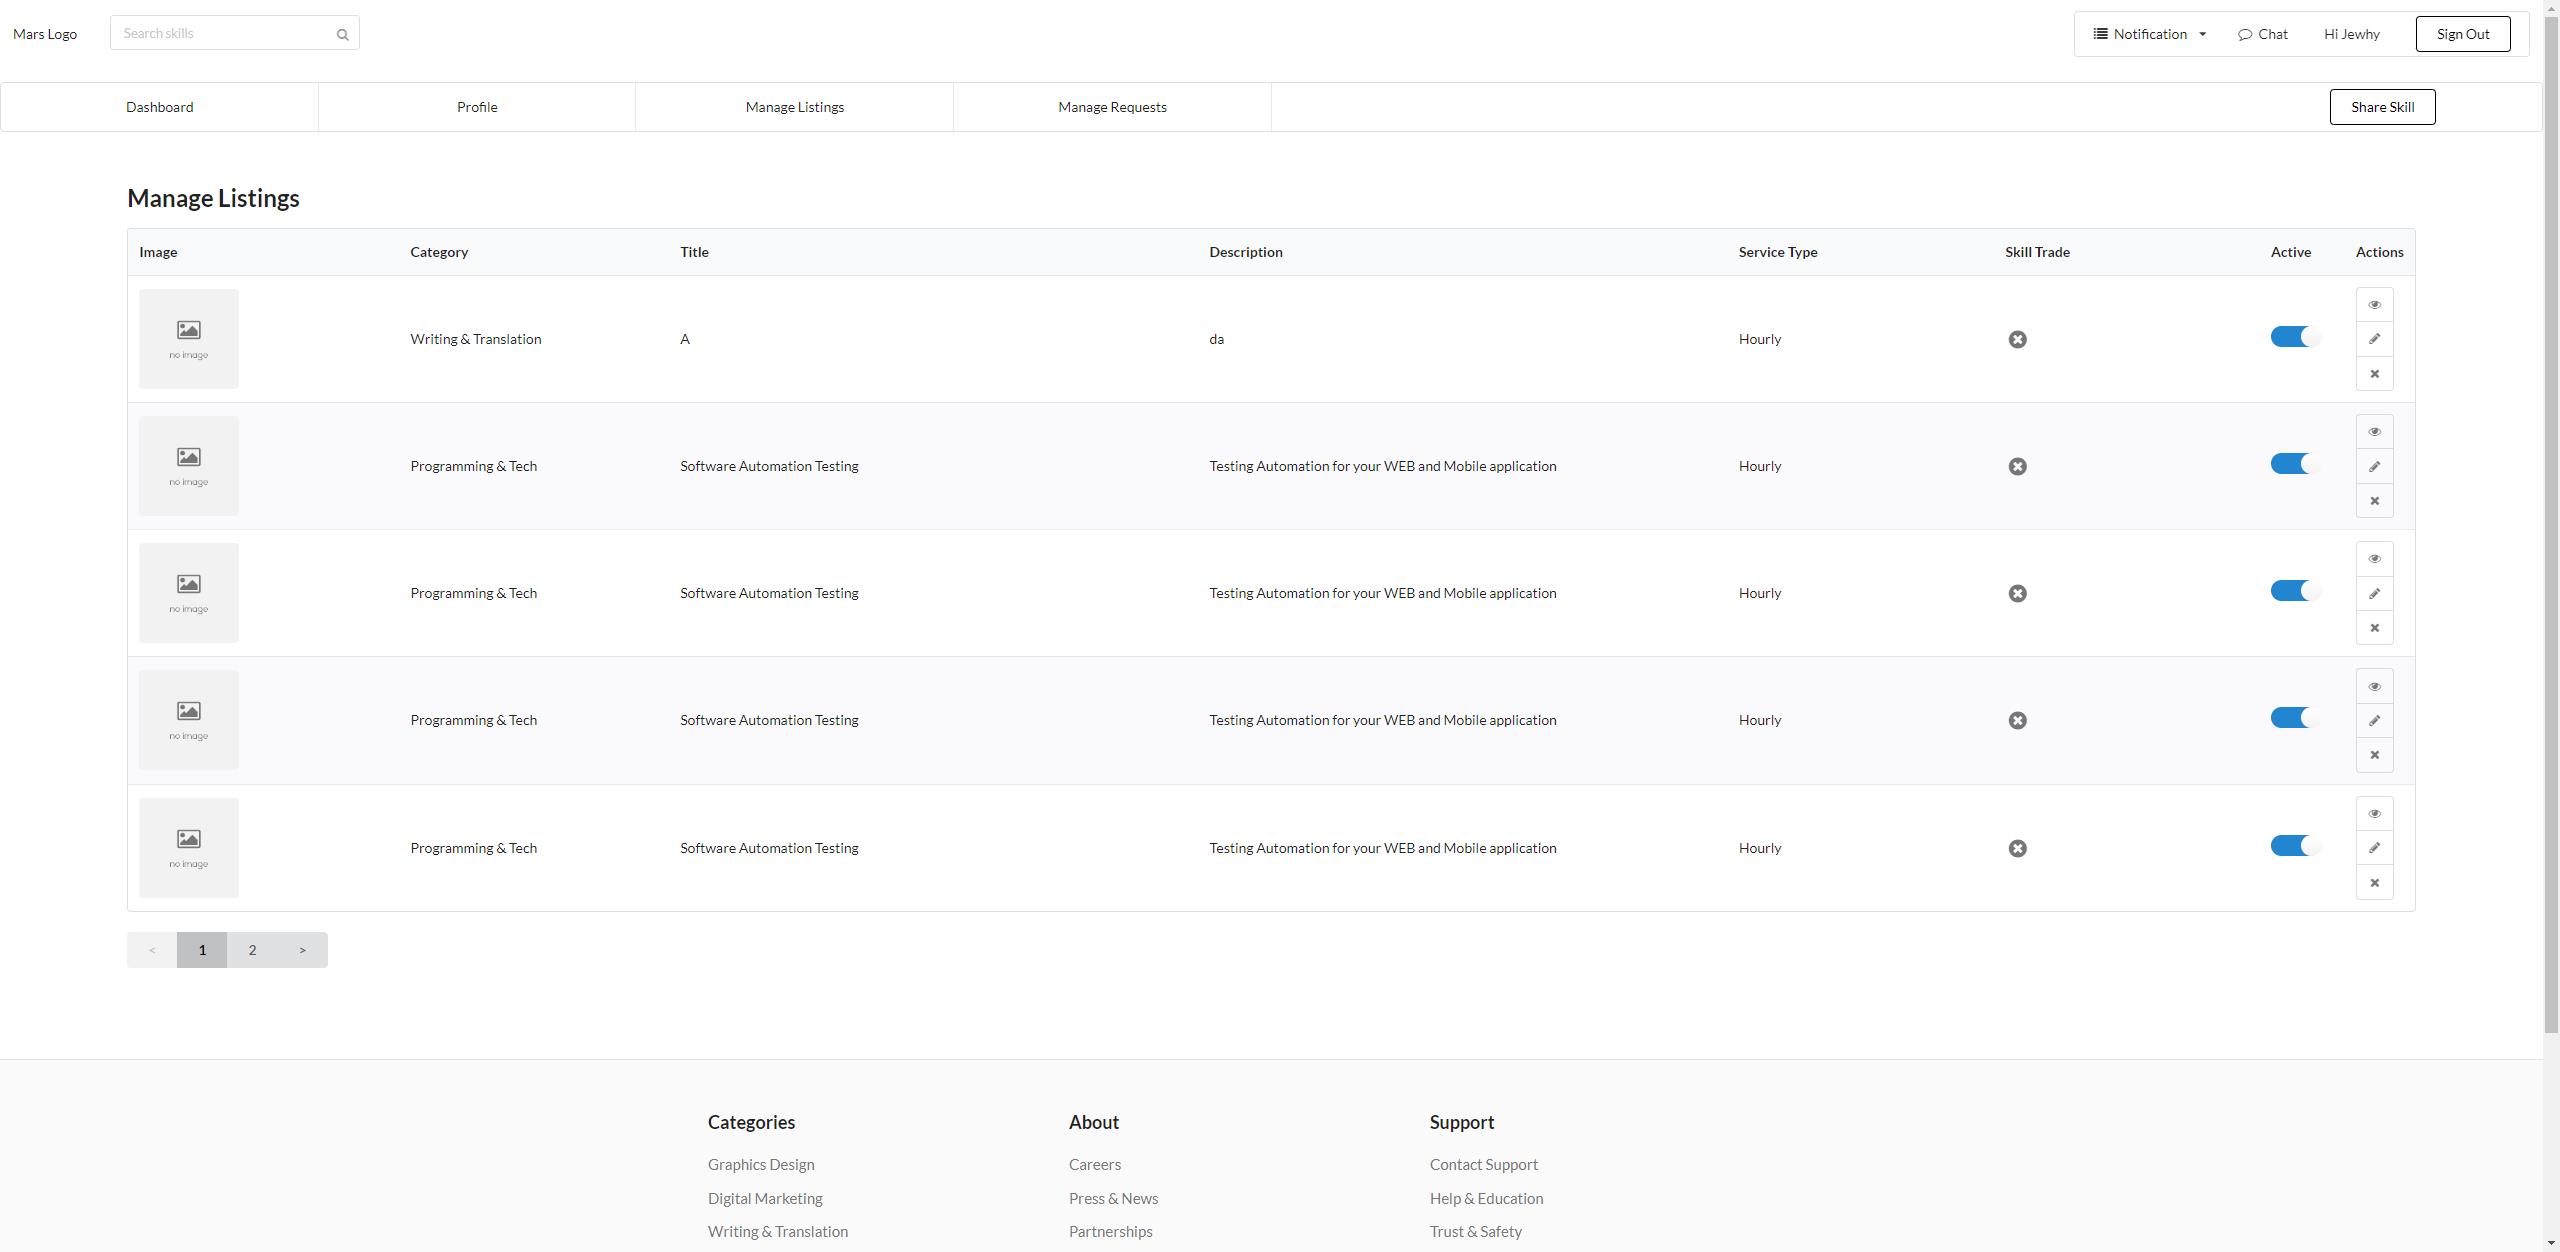 Mars Logo
Search skills
Notification
Chat
Hi Jewhy
Sign Out
Dashboard
Profile
Manage Listings
Manage Requests
Share Skill
Manage Listings
Image Category Title Description Service Type Skill Trade Active Actions
no image
Writing & Translation A da Hourly
no image
Programming & Tech Software Automation Testing Testing Automation for your WEB and Mobile application Hourly
no image
Programming & Tech Software Automation Testing Testing Automation for your WEB and Mobile application Hourly
no image
Programming & Tech Software Automation Testing Testing Automation for your WEB and Mobile application Hourly
no image
Programming & Tech Software Automation Testing Testing Automation for your WEB and Mobile application Hourly
no image
< 1 2 >
Categories
Graphics Design
Digital Marketing
Writing & Translation
About
Careers
Press & News
Partnerships
Support
Contact Support
Help & Education
Trust & Safety